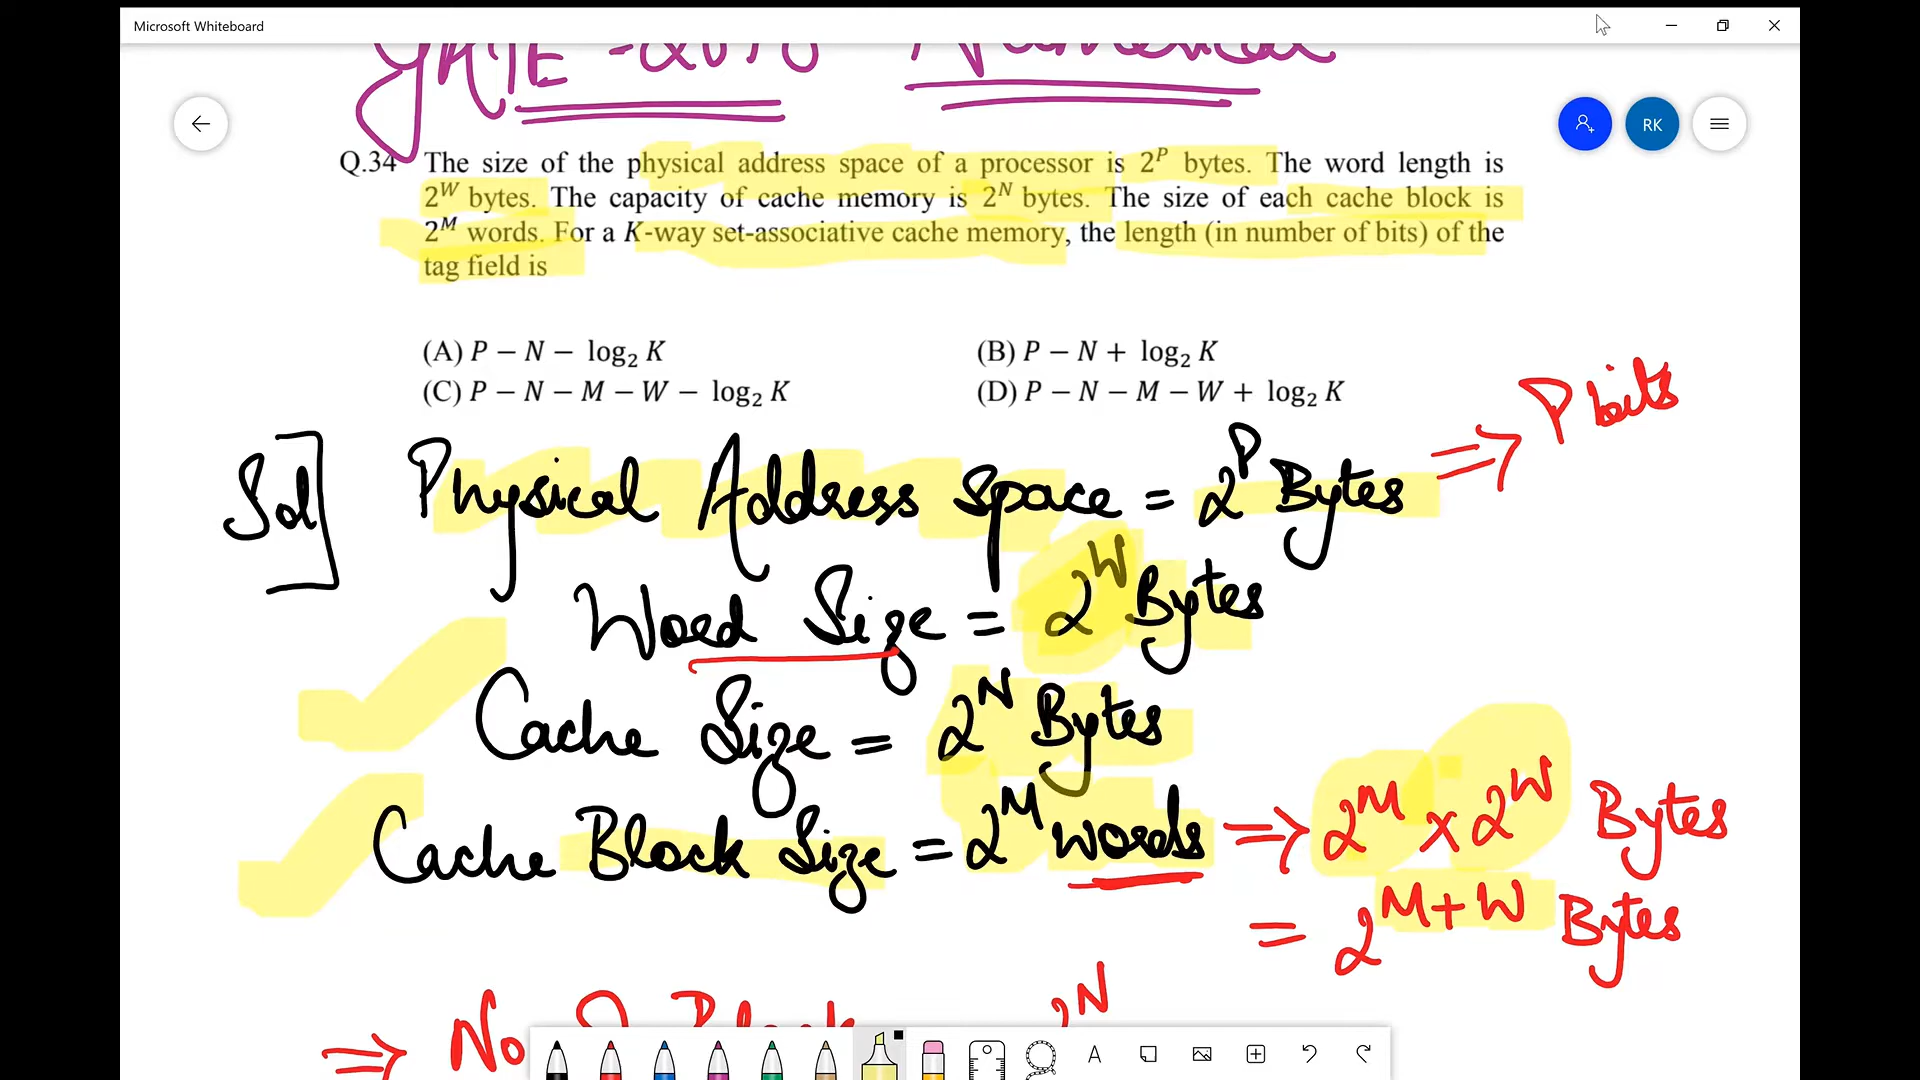 Microsoft Whiteboard
RK
Q.34 The size of the physical address space of a processor is 2^P bytes. The word length is
2^W bytes. The capacity of cache memory is 2^N bytes. The size of each cache block is
2^M words. For a K-way set-associative cache memory, the length (in number of bits) of the
tag field is
(A) P − N − log₂ K (B) P − N + log₂ K
(C) P − N − M − W − log₂ K (D) P − N − M − W + log₂ K
Sol] Physical Address Space = 2^P Bytes ⇒ P bits
Word Size = 2^W Bytes
Cache Size = 2^N Bytes
Cache Block Size = 2^M words ⇒ 2^M x 2^W Bytes
= 2^(M+W) Bytes
⇒ No 2^N